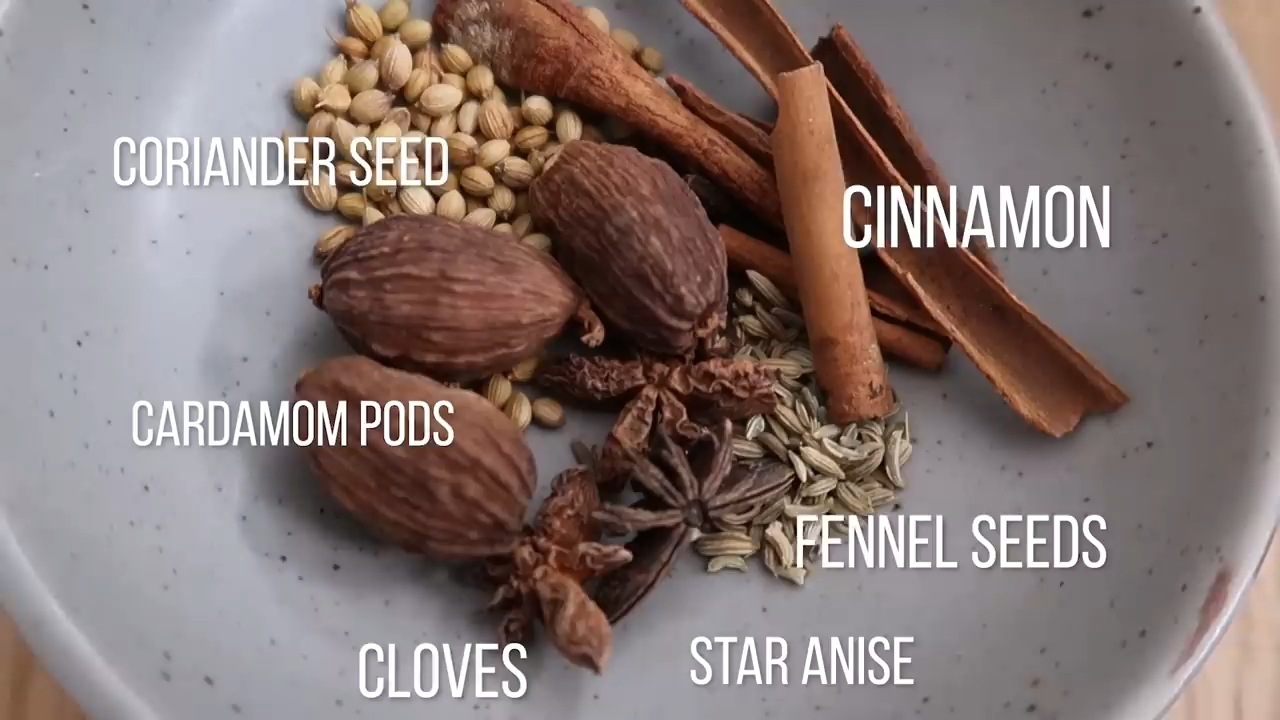 CORIANDER SEED
CINNAMON
CARDAMOM PODS
FENNEL SEEDS
CLOVES
STAR ANISE